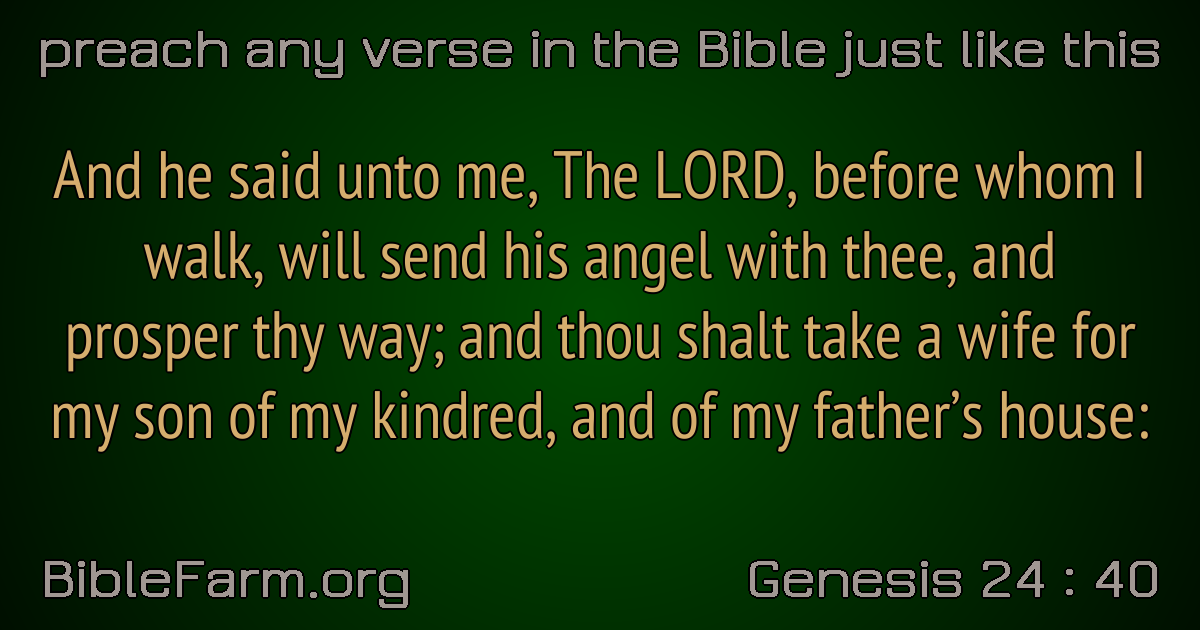 preach any verse in the Bible just like this
And he said unto me, The LORD, before whom I
walk, will send his angel with thee, and
prosper thy way; and thou shalt take a wife for
my son of my kindred, and of my father’s house:
BibleFarm.org
Genesis 24 : 40